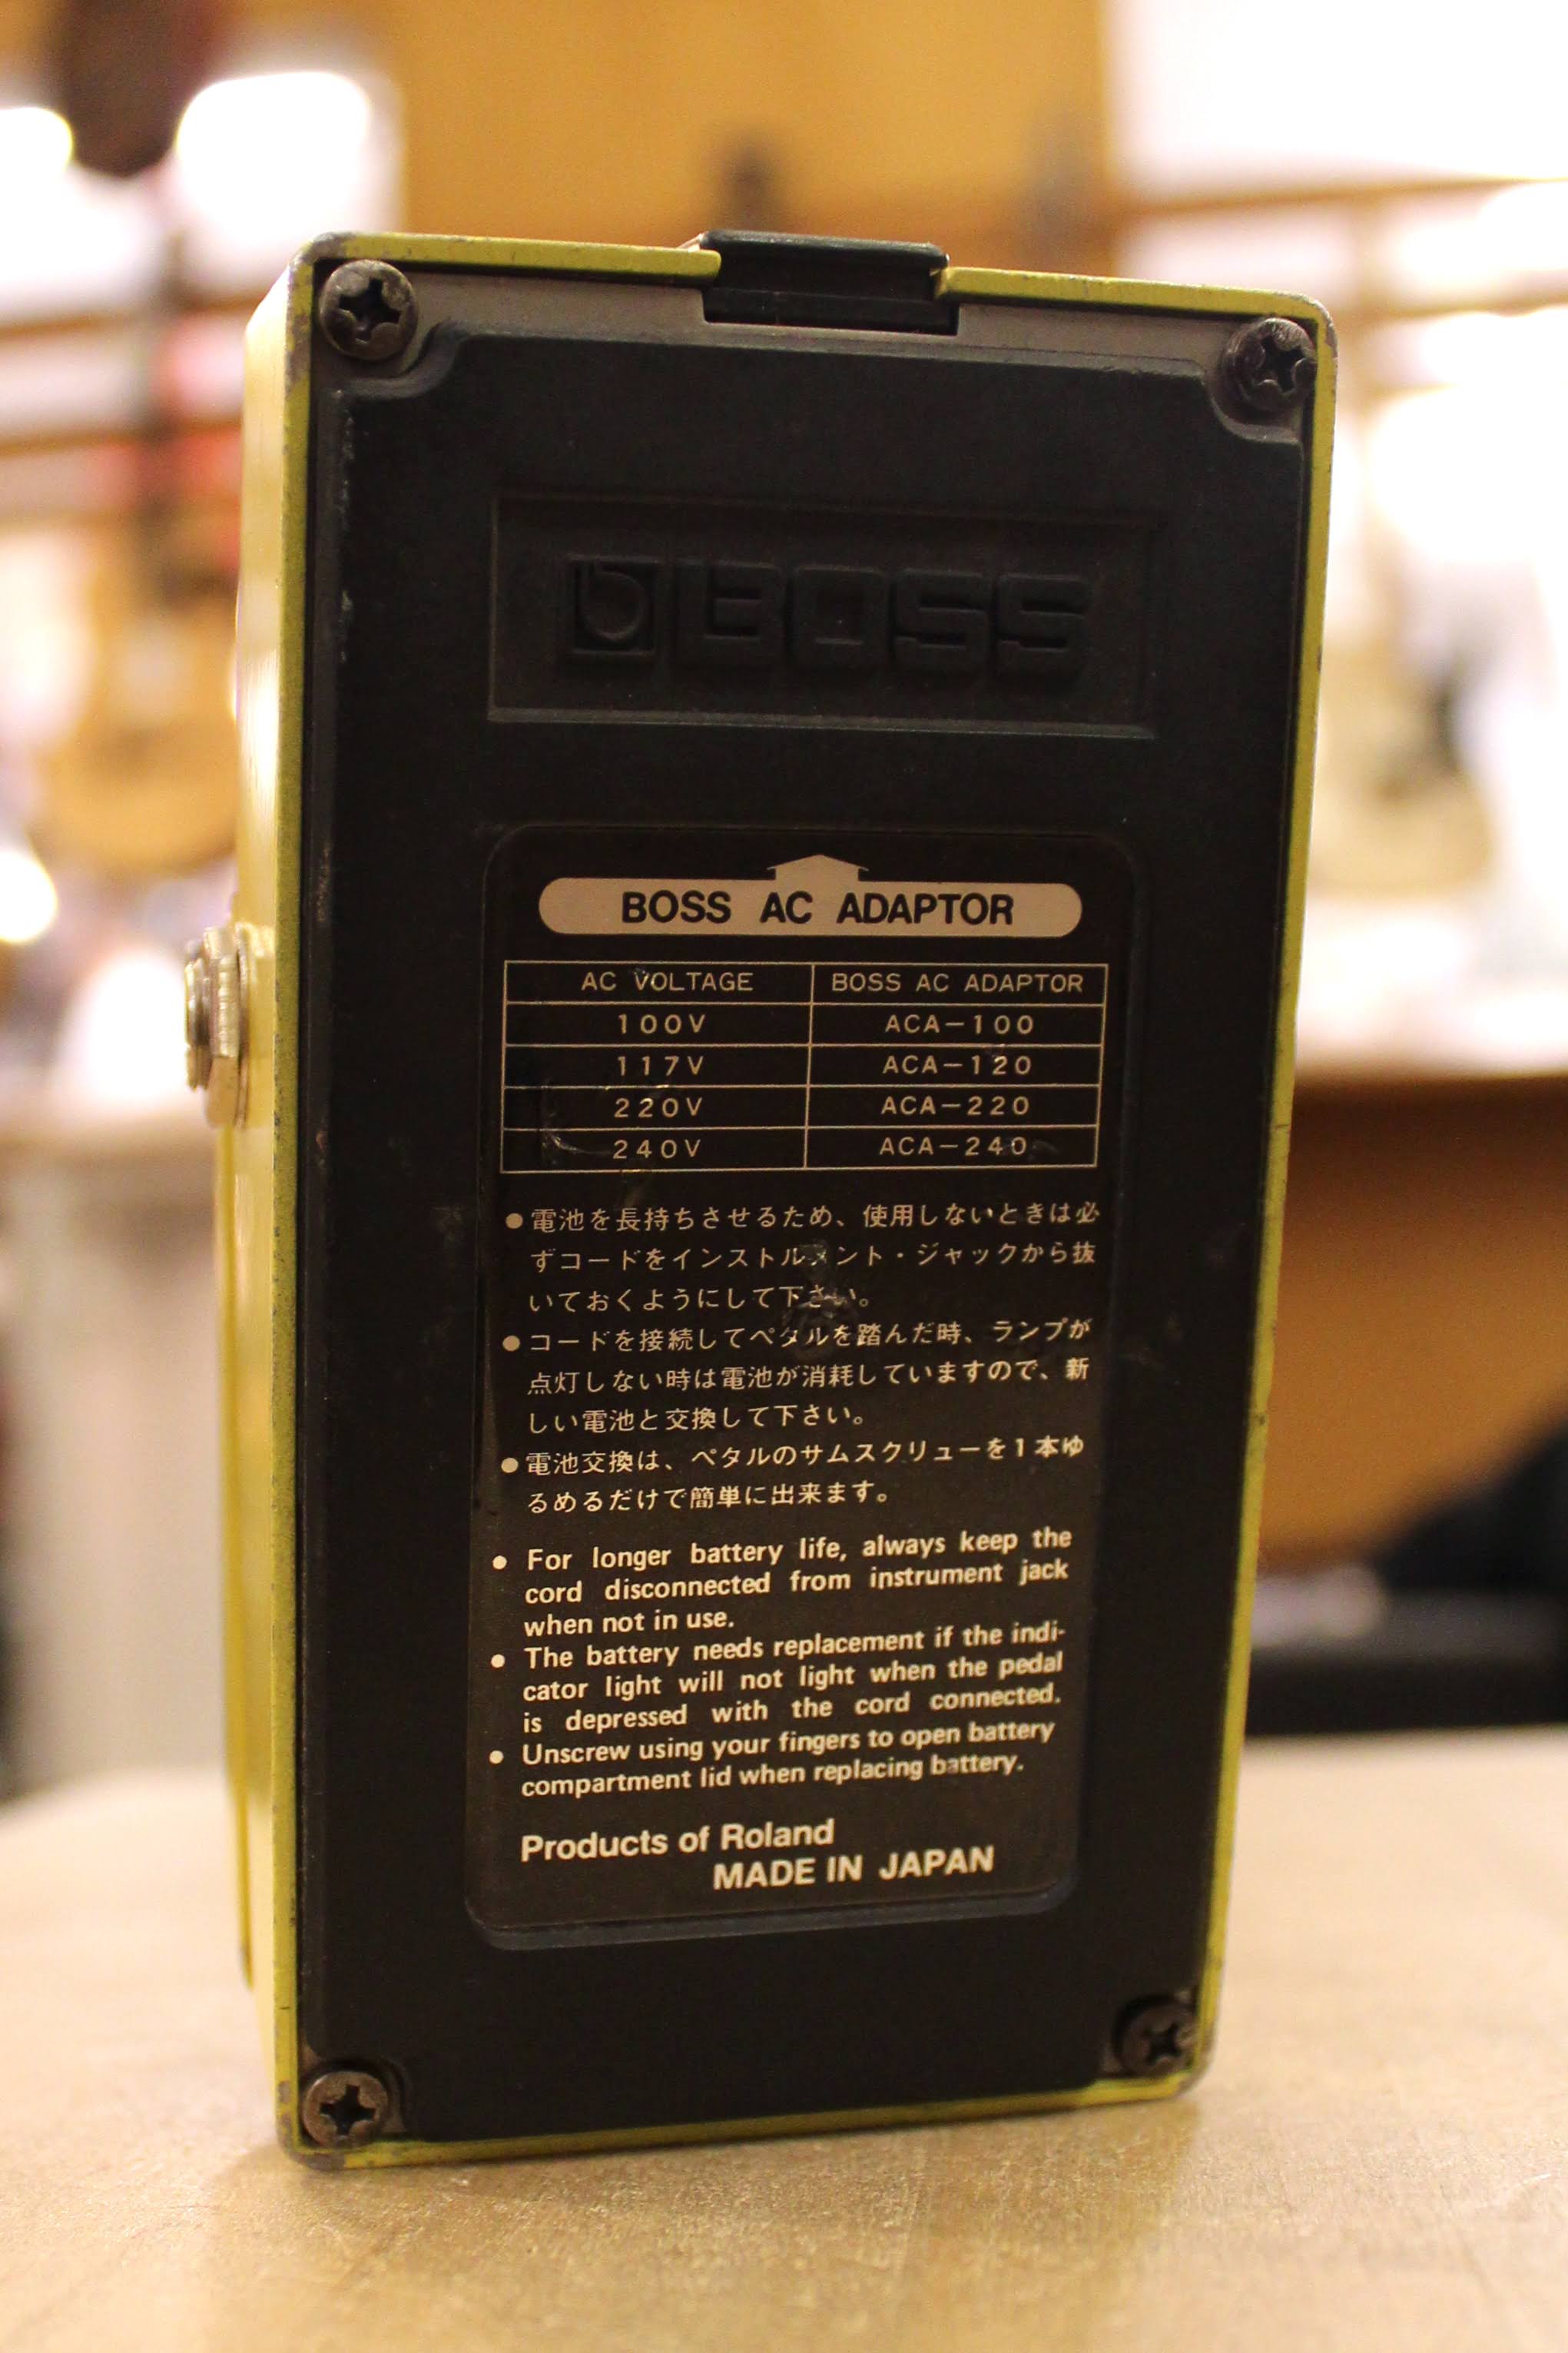 BOSS
BOSS AC ADAPTOR
AC VOLTAGE BOSS AC ADAPTOR
100V ACA-100
117V ACA-120
220V ACA-220
240V ACA-240
●電池を長持ちさせるため、使用しないときは必
ずコードをインストルメント・ジャックから抜
いておくようにして下さい。
●コードを接続してペタルを踏んだ時、ランプが
点灯しない時は電池が消耗していますので、新
しい電池と交換して下さい。
●電池交換は、ペタルのサムスクリューを1本ゆ
るめるだけで簡単に出来ます。
● For longer battery life, always keep the
cord disconnected from instrument jack
when not in use.
● The battery needs replacement if the indi-
cator light will not light when the pedal
is depressed with the cord connected.
● Unscrew using your fingers to open battery
compartment lid when replacing battery.
Products of Roland
MADE IN JAPAN